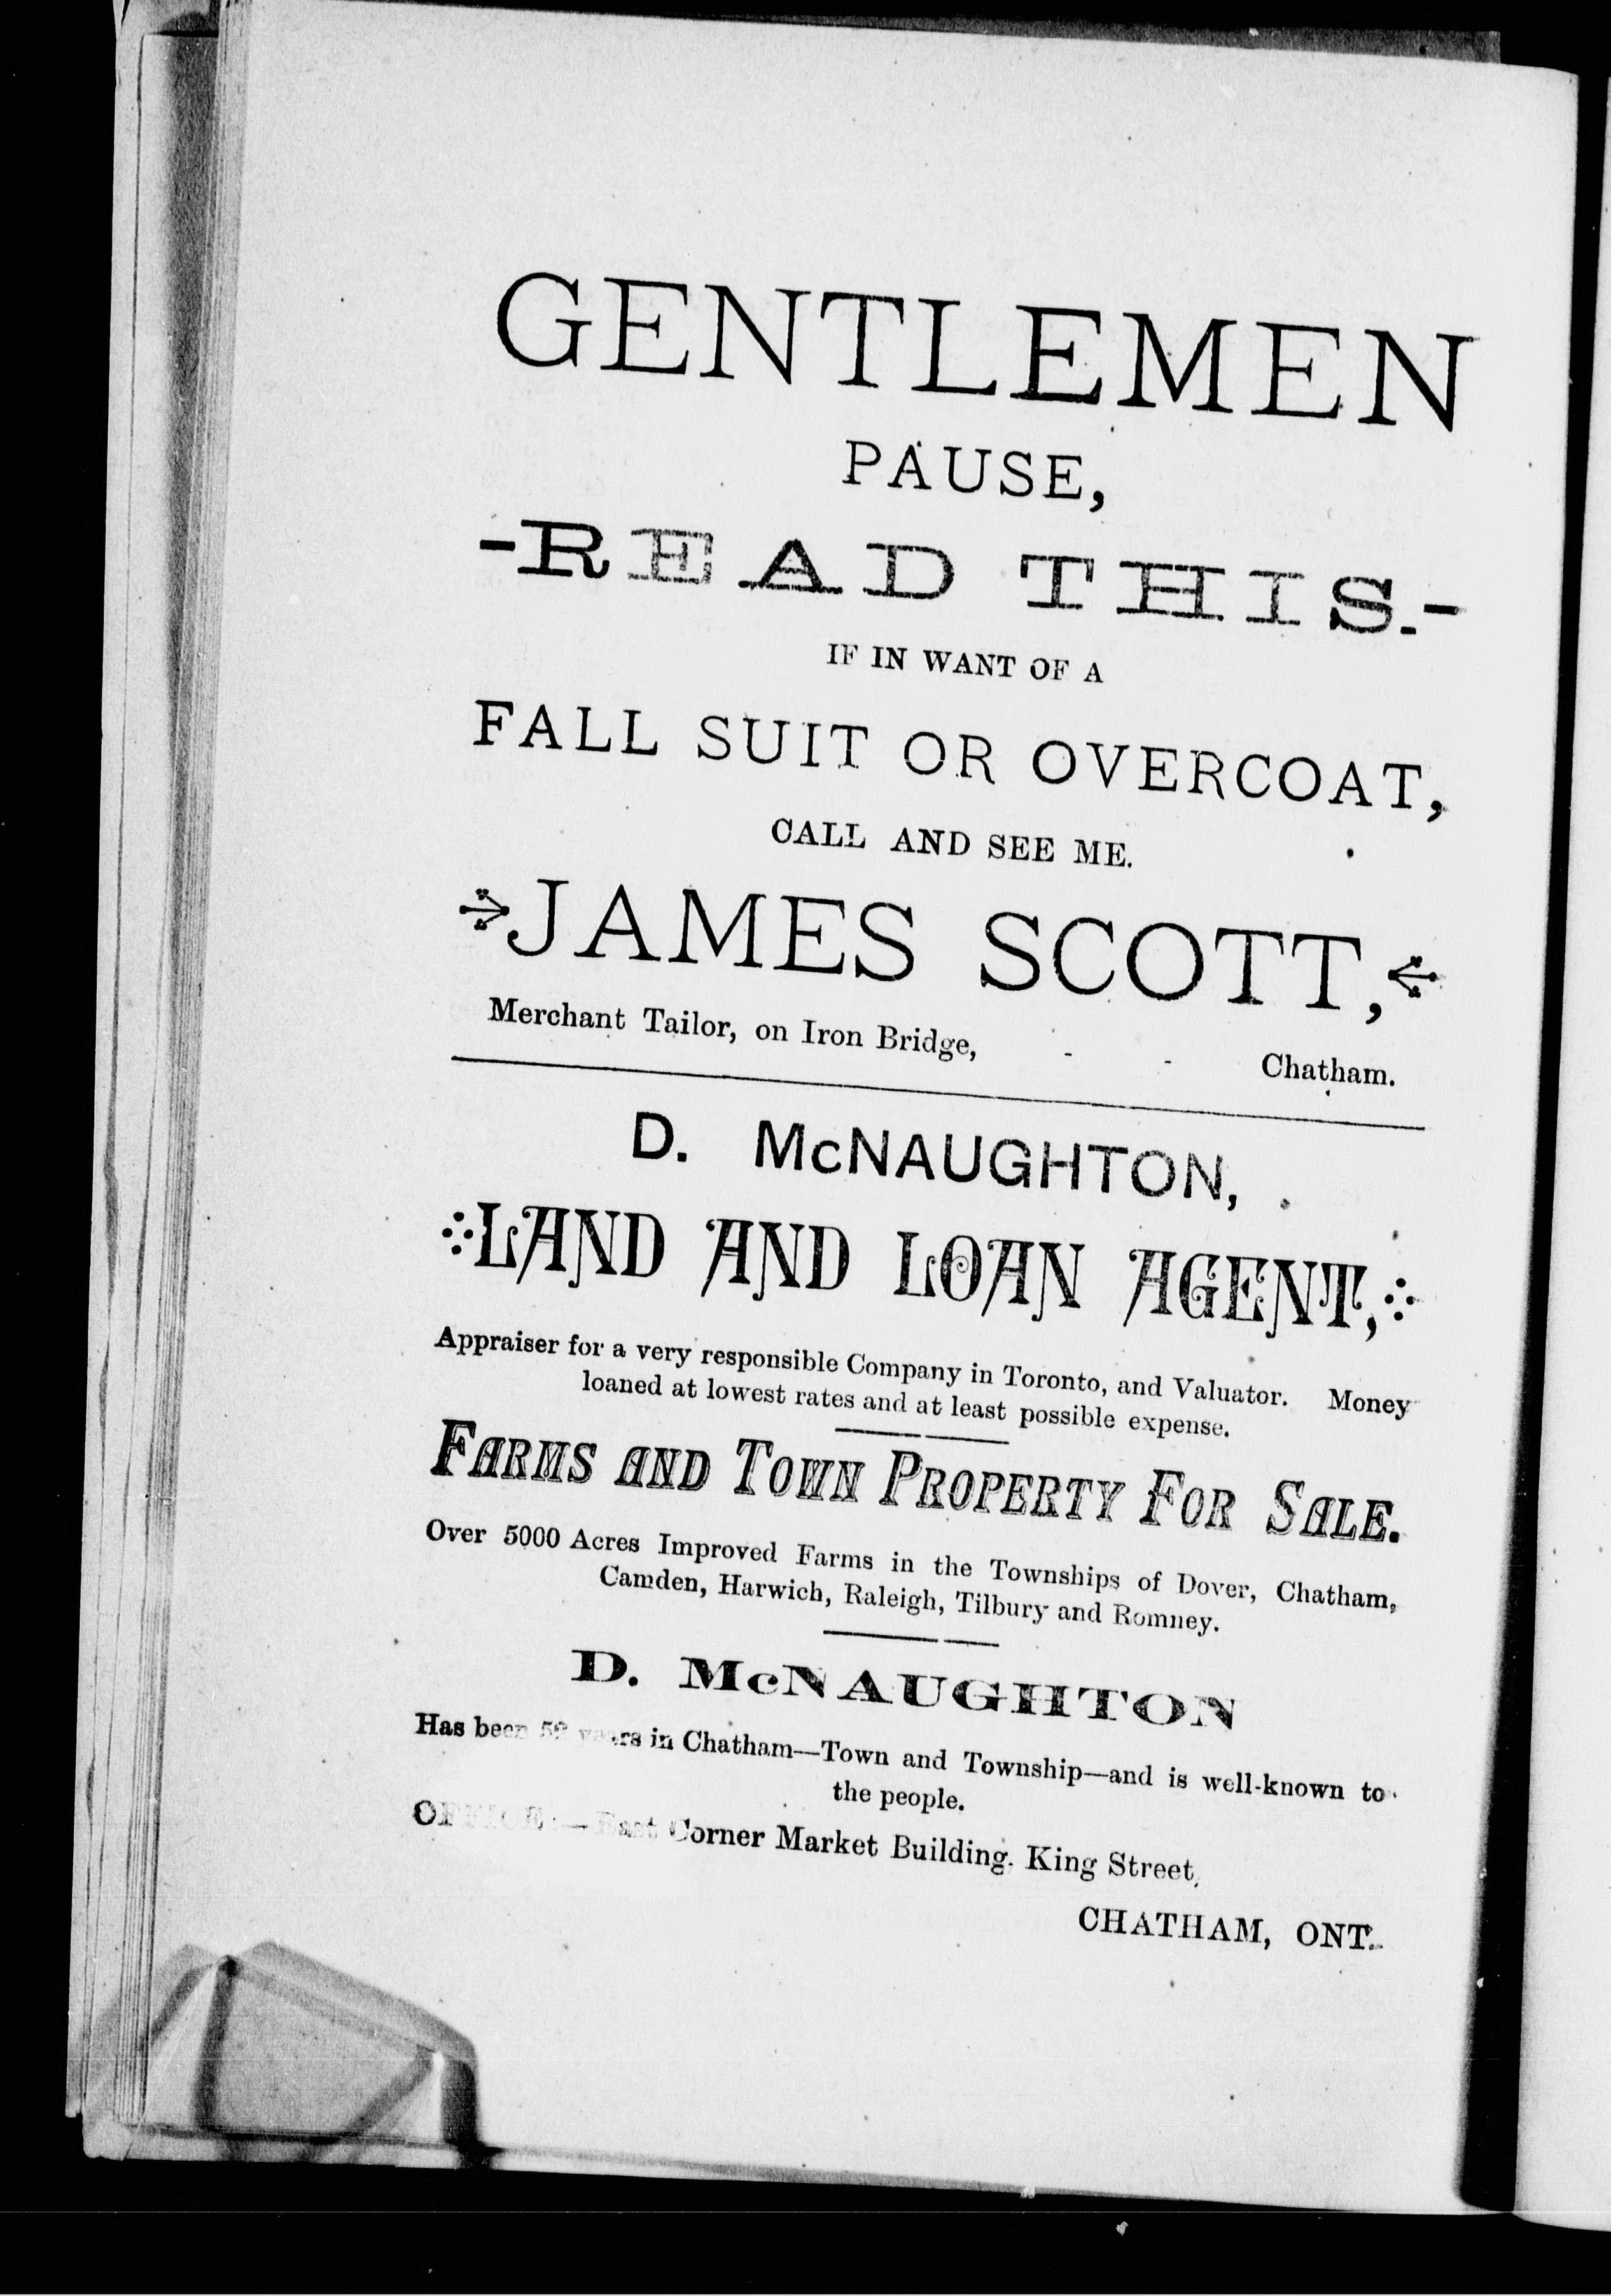 GENTLEMEN
PAUSE,
-READ THIS.-
IF IN WANT OF A
FALL SUIT OR OVERCOAT,
CALL AND SEE ME.
JAMES SCOTT,
Merchant Tailor, on Iron Bridge, - - Chatham.
D. McNAUGHTON,
LAND AND LOAN AGENT,
Appraiser for a very responsible Company in Toronto, and Valuator. Money
loaned at lowest rates and at least possible expense.
FARMS AND TOWN PROPERTY FOR SALE.
Over 5000 Acres Improved Farms in the Townships of Dover, Chatham,
Camden, Harwich, Raleigh, Tilbury and Romney.
D. McNAUGHTON
Has been years in Chatham—Town and Township—and is well-known to
the people.
OFFICE:—East Corner Market Building, King Street,
CHATHAM, ONT.